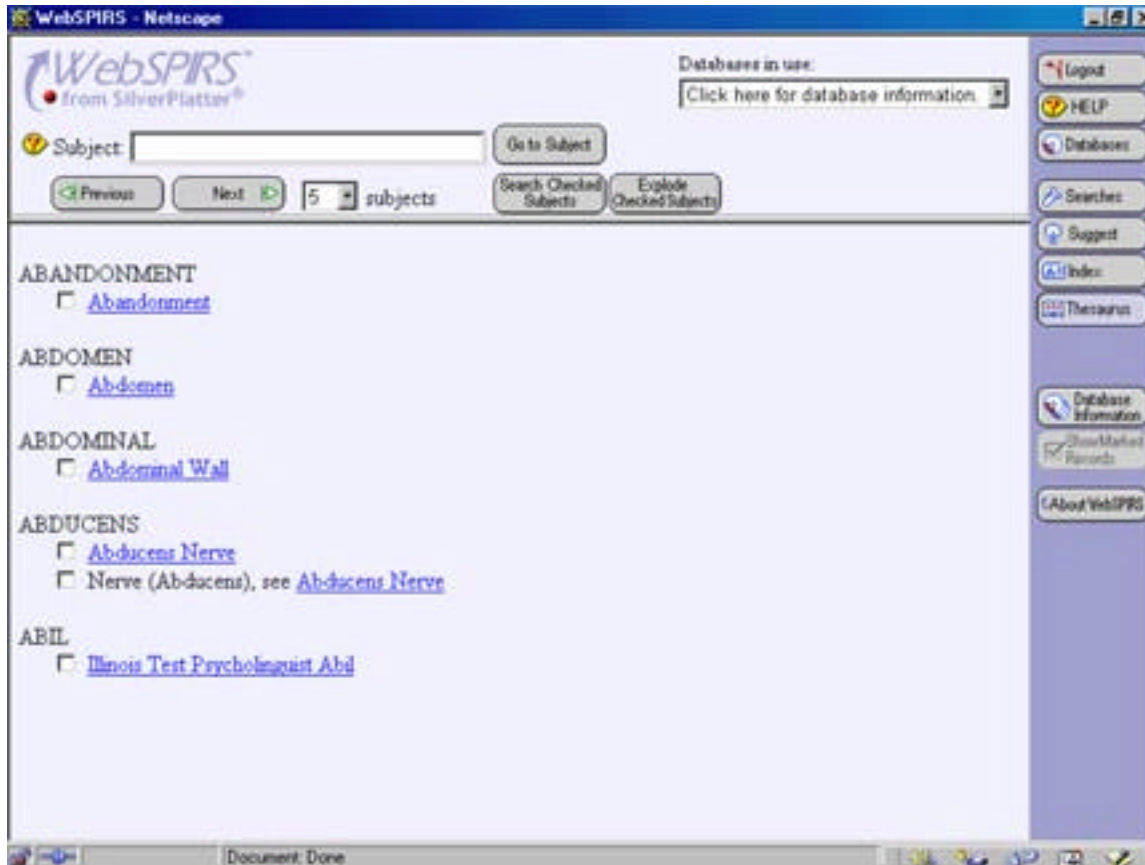 WebSPIRS - Netscape
WebSPIRS™
from SilverPlatter®
Databases in use:
Click here for database information.
Subject:
Go to Subject
Previous
Next
5
subjects
Search Checked Subjects
Explode Checked Subjects
ABANDONMENT
Abandonment
ABDOMEN
Abdomen
ABDOMINAL
Abdominal Wall
ABDUCENS
Abducens Nerve
Nerve (Abducens), see Abducens Nerve
ABIL
Illinois Test Psycholinguist Abil
Logout
HELP
Databases
Searches
Suggest
Index
Thesaurus
Database
Information
Show Marked
Records
About WebSPIRS
Document: Done